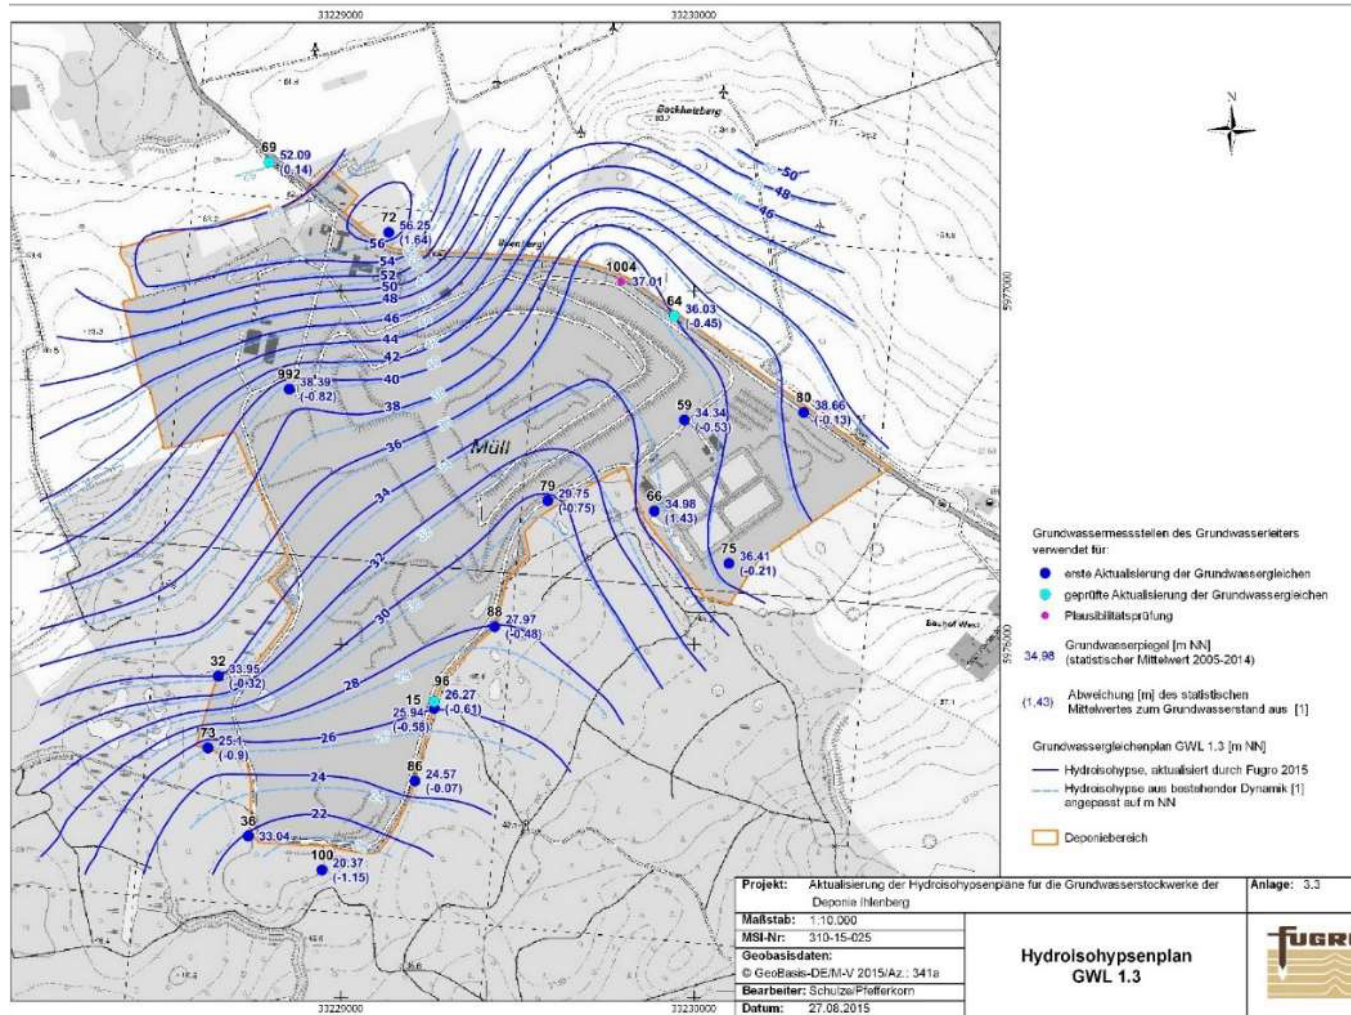 33229000
33230000
N
Bockholzberg
69
52.09
(0.14)
72
56.25
(1.64)
56
54
52
50
48
46
44
42
40
38
36
34
32
30
28
26
24
22
50
48
46
1004
37.01
64
36.03
(-0.45)
5977000
992
38.39
(-0.82)
59
34.34
(-0.53)
80
38.66
(-0.13)
Müll
79
29.75
(-0.75)
66
34.98
(1.43)
75
36.41
(-0.21)
88
27.97
(-0.48)
Bauhof West
5976000
32
33.95
(-0.32)
96
26.27
(-0.61)
15
25.94
(-0.58)
73
25.1
(-0.9)
86
24.57
(-0.07)
36
33.04
100
20.37
(-1.15)
33229000
33230000
Grundwassermessstellen des Grundwasserleiters
verwendet für:
erste Aktualisierung der Grundwassergleichen
geprüfte Aktualisierung der Grundwassergleichen
Plausibilitätsprüfung
34,98 Grundwasserpiegel [m NN]
(statistischer Mittelwert 2005-2014)
(1,43) Abweichung [m] des statistischen
Mittelwertes zum Grundwasserstand aus [1]
Grundwassergleichenplan GWL 1.3 [m NN]
Hydroisohypse, aktualisiert durch Fugro 2015
Hydroisohypse aus bestehender Dynamik [1]
angepasst auf m NN
Deponiebereich
Projekt: Aktualisierung der Hydroisohypsenpläne für die Grundwasserstockwerke der
Deponie Ihlenberg
Anlage: 3.3
Maßstab: 1:10.000
MSI-Nr: 310-15-025
Geobasisdaten:
© GeoBasis-DE/M-V 2015/Az.: 341a
Bearbeiter: Schulze/Pfefferkorn
Datum: 27.08.2015
Hydroisohypsenplan
GWL 1.3